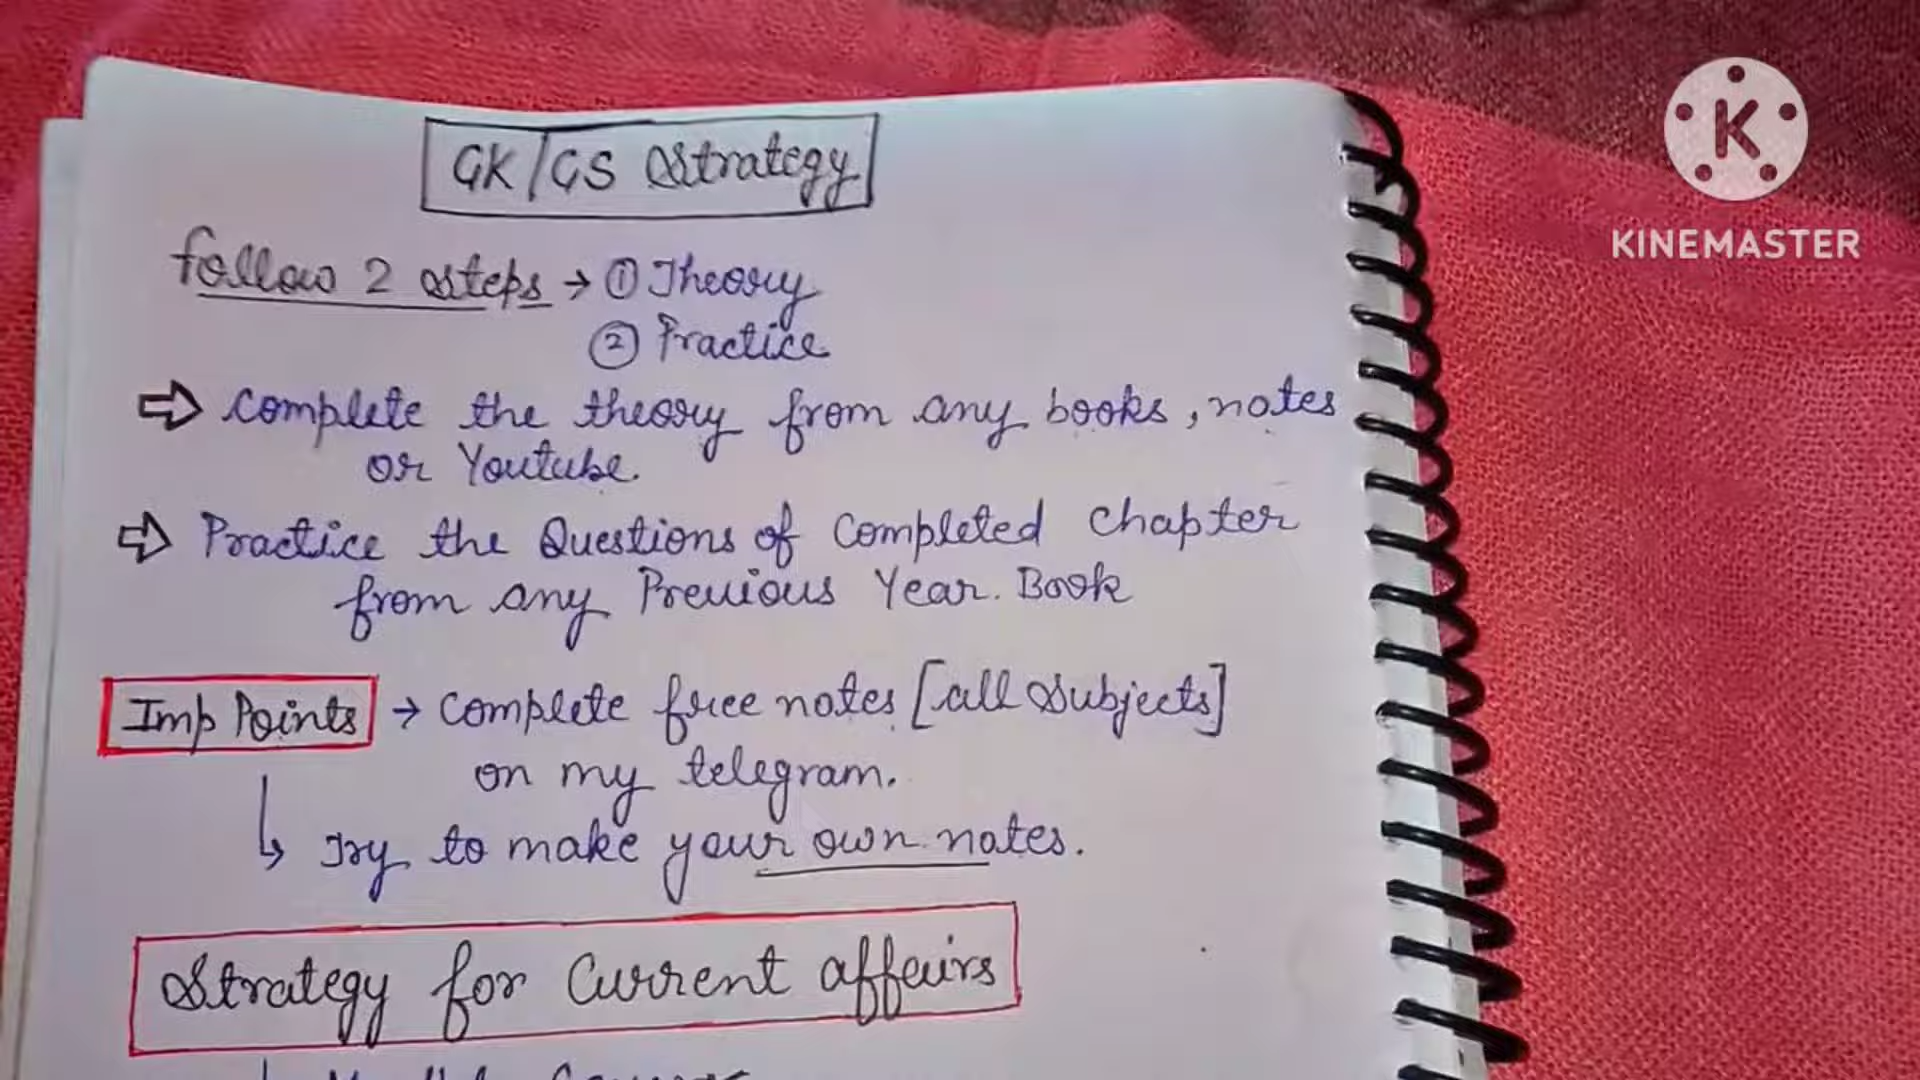 GK/GS Strategy
follow 2 steps → ① Theory
② Practice
⇨ Complete the theory from any books, notes
or Youtube.
⇨ Practice the Questions of Completed Chapter
from any Previous Year Book
Imp Points → Complete free notes [all Subjects]
on my telegram.
↳ Try to make your own notes.
Strategy for Current affairs
K
KINEMASTER